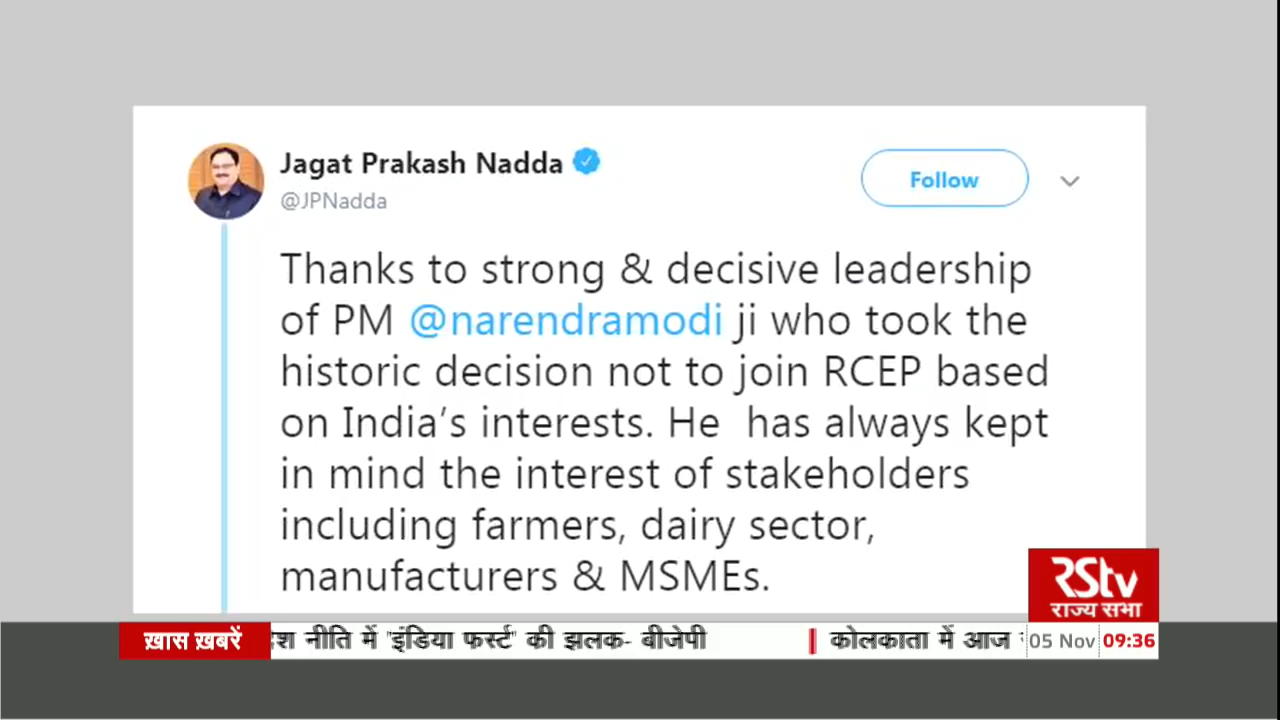 Jagat Prakash Nadda
@JPNadda
Follow
Thanks to strong & decisive leadership
of PM @narendramodi ji who took the
historic decision not to join RCEP based
on India's interests. He has always kept
in mind the interest of stakeholders
including farmers, dairy sector,
manufacturers & MSMEs.
RStv
राज्य सभा
ख़ास ख़बरें
नीति में "इंडिया फर्स्ट" की झलक- बीजेपी
कोलकाता में आज
05 Nov 09:36